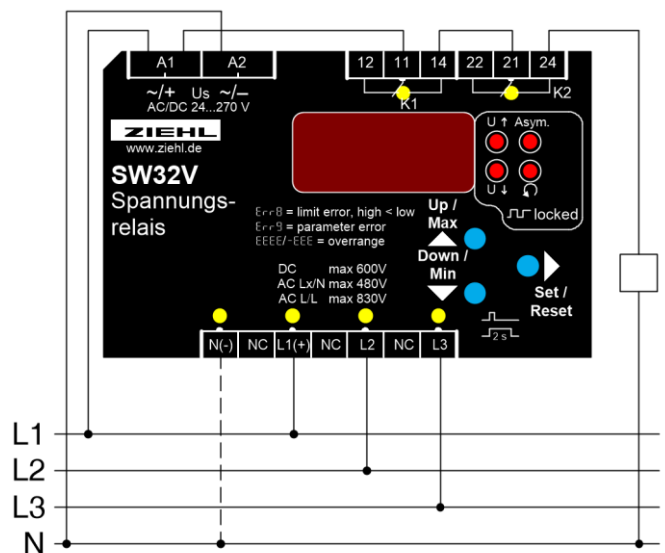 A1 A2 12 11 14 22 21 24
~/+ Us ~/–
AC/DC 24...270 V
K1 K2
ZIEHL
www.ziehl.de
SW32V
Spannungs-
relais
U ↑ Asym.
U ↓
locked
Err8 = limit error, high < low
Err9 = parameter error
EEEE/-EEE = overrange
Up /
Max
Down /
Min
Set /
Reset
DC max 600V
AC Lx/N max 480V
AC L/L max 830V
2 s
N(-) NC L1(+) NC L2 NC L3
L1
L2
L3
N